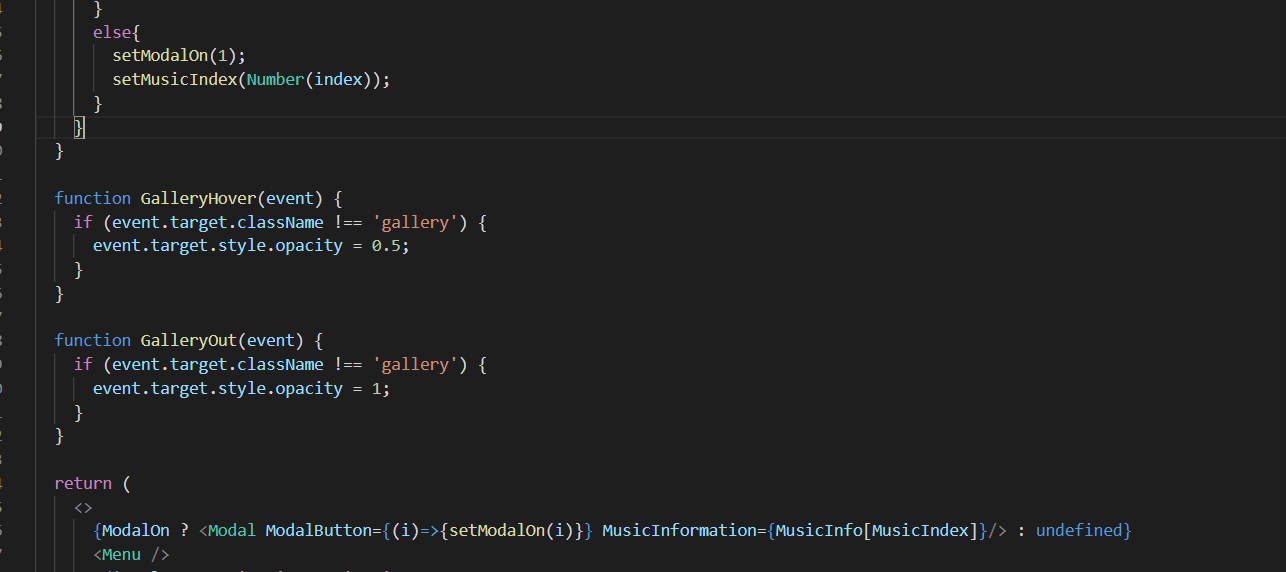 }
else{
setModalOn(1);
setMusicIndex(Number(index));
}
}
}
function GalleryHover(event) {
if (event.target.className !== 'gallery') {
event.target.style.opacity = 0.5;
}
}
function GalleryOut(event) {
if (event.target.className !== 'gallery') {
event.target.style.opacity = 1;
}
}
return (
<>
{ModalOn ? <Modal ModalButton={(i)=>{setModalOn(i)}} MusicInformation={MusicInfo[MusicIndex]}/> : undefined}
<Menu />